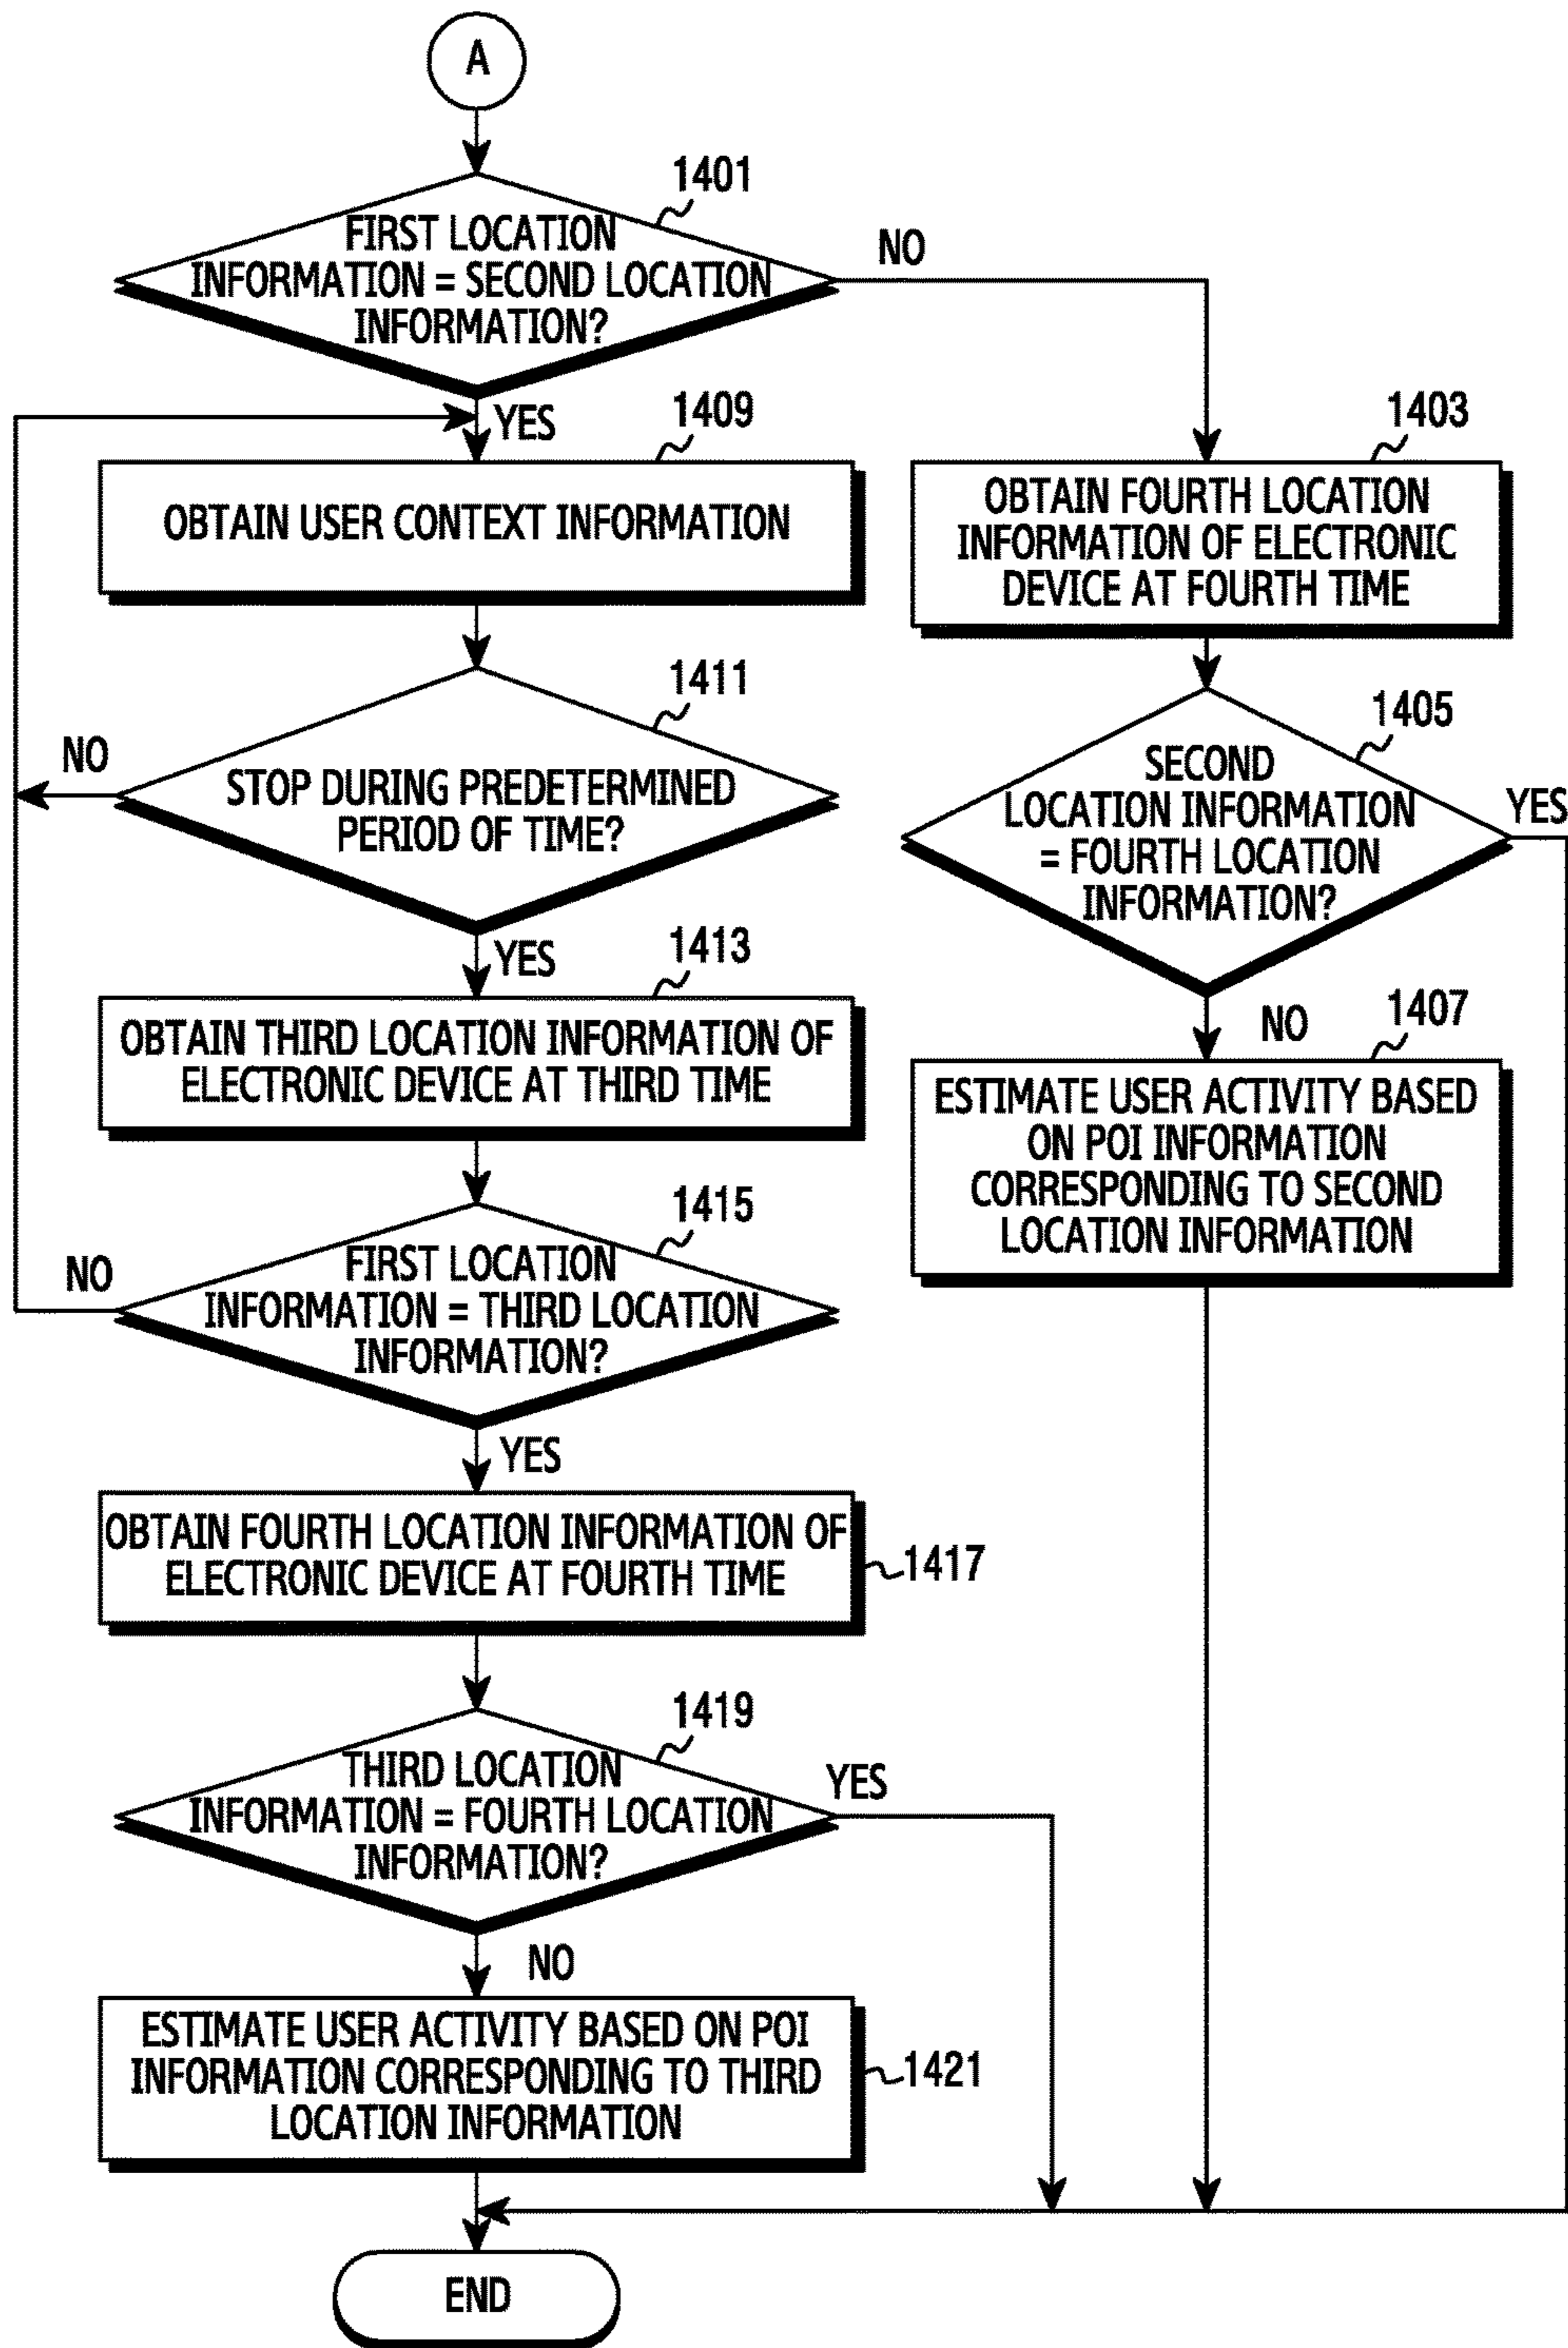 A
1401
FIRST LOCATION
INFORMATION = SECOND LOCATION
INFORMATION?
NO
YES
1409
OBTAIN USER CONTEXT INFORMATION
1403
OBTAIN FOURTH LOCATION
INFORMATION OF ELECTRONIC
DEVICE AT FOURTH TIME
1411
NO
STOP DURING PREDETERMINED
PERIOD OF TIME?
YES
1405
SECOND
LOCATION INFORMATION
= FOURTH LOCATION
INFORMATION?
YES
NO
1413
OBTAIN THIRD LOCATION INFORMATION OF
ELECTRONIC DEVICE AT THIRD TIME
1407
ESTIMATE USER ACTIVITY BASED
ON POI INFORMATION
CORRESPONDING TO SECOND
LOCATION INFORMATION
1415
NO
FIRST LOCATION
INFORMATION = THIRD LOCATION
INFORMATION?
YES
OBTAIN FOURTH LOCATION INFORMATION OF
ELECTRONIC DEVICE AT FOURTH TIME
1417
1419
THIRD LOCATION
INFORMATION = FOURTH LOCATION
INFORMATION?
YES
NO
ESTIMATE USER ACTIVITY BASED ON POI
INFORMATION CORRESPONDING TO THIRD
LOCATION INFORMATION
1421
END